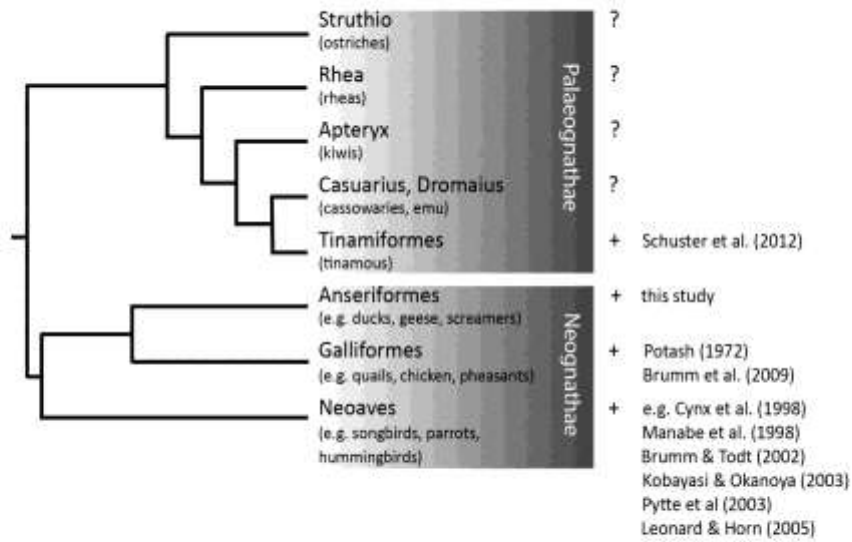 Struthio
(ostriches)
?
Rhea
(rheas)
?
Apteryx
(kiwis)
?
Casuarius, Dromaius
(cassowaries, emu)
?
Tinamiformes
(tinamous)
+ Schuster et al. (2012)
Palaeognathae
Anseriformes
(e.g. ducks, geese, screamers)
+ this study
Galliformes
(e.g. quails, chicken, pheasants)
+ Potash (1972)
Brumm et al. (2009)
Neoaves
(e.g. songbirds, parrots,
hummingbirds)
+ e.g. Cynx et al. (1998)
Manabe et al. (1998)
Brumm & Todt (2002)
Kobayasi & Okanoya (2003)
Pytte et al (2003)
Leonard & Horn (2005)
Neognathae